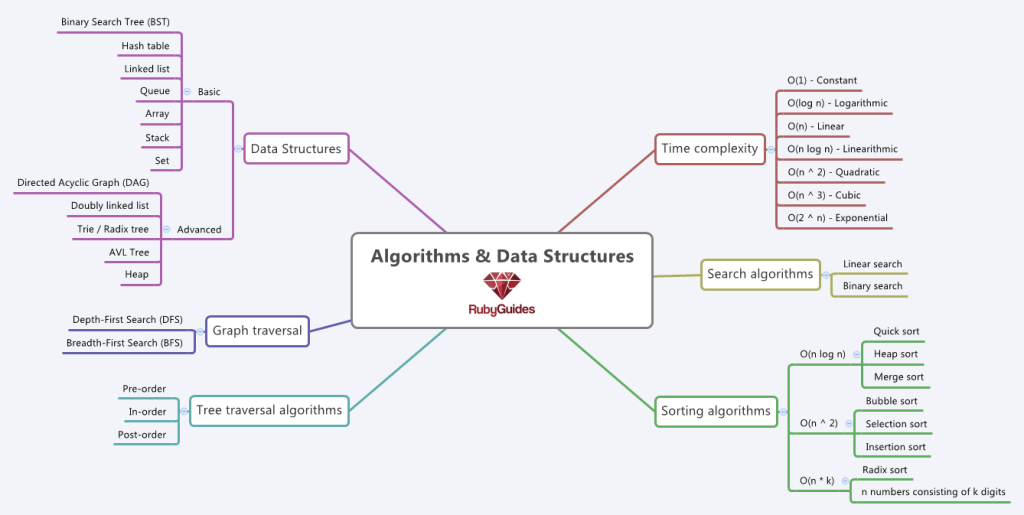 Algorithms & Data Structures
RubyGuides
Data Structures
Basic
Binary Search Tree (BST)
Hash table
Linked list
Queue
Array
Stack
Set
Advanced
Directed Acyclic Graph (DAG)
Doubly linked list
Trie / Radix tree
AVL Tree
Heap
Graph traversal
Depth-First Search (DFS)
Breadth-First Search (BFS)
Tree traversal algorithms
Pre-order
In-order
Post-order
Time complexity
O(1) - Constant
O(log n) - Logarithmic
O(n) - Linear
O(n log n) - Linearithmic
O(n ^ 2) - Quadratic
O(n ^ 3) - Cubic
O(2 ^ n) - Exponential
Search algorithms
Linear search
Binary search
Sorting algorithms
O(n log n)
Quick sort
Heap sort
Merge sort
O(n ^ 2)
Bubble sort
Selection sort
Insertion sort
O(n * k)
Radix sort
n numbers consisting of k digits